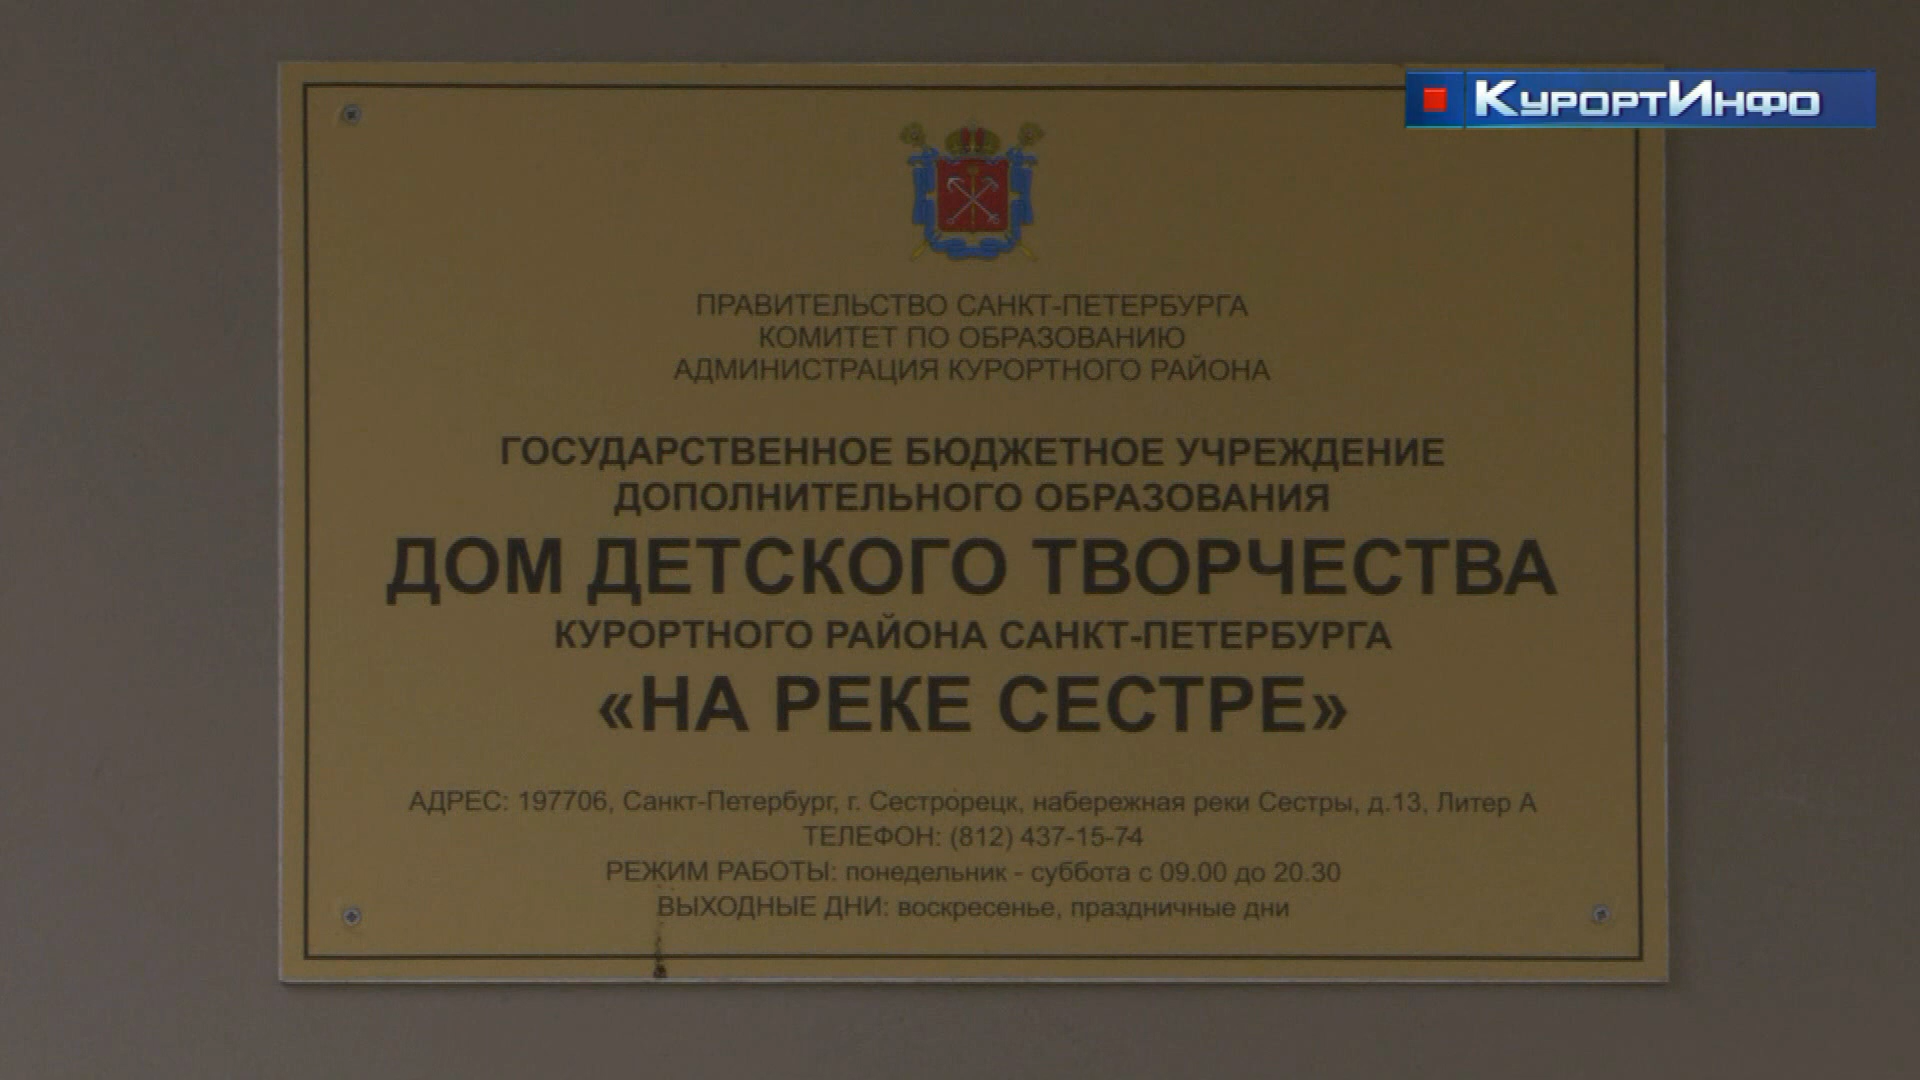 КурортИнфо
ПРАВИТЕЛЬСТВО САНКТ-ПЕТЕРБУРГА
КОМИТЕТ ПО ОБРАЗОВАНИЮ
АДМИНИСТРАЦИЯ КУРОРТНОГО РАЙОНА
ГОСУДАРСТВЕННОЕ БЮДЖЕТНОЕ УЧРЕЖДЕНИЕ
ДОПОЛНИТЕЛЬНОГО ОБРАЗОВАНИЯ
ДОМ ДЕТСКОГО ТВОРЧЕСТВА
КУРОРТНОГО РАЙОНА САНКТ-ПЕТЕРБУРГА
«НА РЕКЕ СЕСТРЕ»
АДРЕС: 197706, Санкт-Петербург, г. Сестрорецк, набережная реки Сестры, д.13, Литер А
ТЕЛЕФОН: (812) 437-15-74
РЕЖИМ РАБОТЫ: понедельник - суббота с 09.00 до 20.30
ВЫХОДНЫЕ ДНИ: воскресенье, праздничные дни